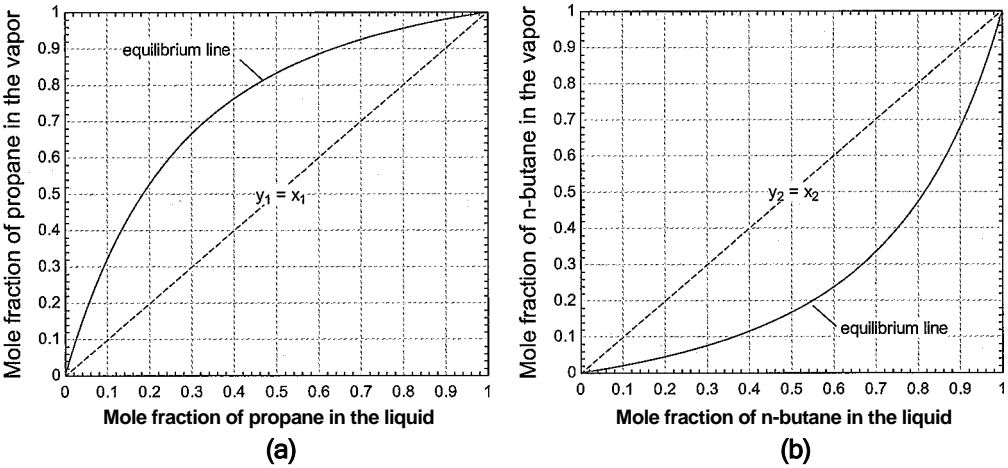 Mole fraction of propane in the vapor
1
0.9
0.8
0.7
0.6
0.5
0.4
0.3
0.2
0.1
0
equilibrium line
y1 = x1
0 0.1 0.2 0.3 0.4 0.5 0.6 0.7 0.8 0.9 1
Mole fraction of propane in the liquid
(a)
Mole fraction of n-butane in the vapor
1
0.9
0.8
0.7
0.6
0.5
0.4
0.3
0.2
0.1
0
y2 = x2
equilibrium line
0 0.1 0.2 0.3 0.4 0.5 0.6 0.7 0.8 0.9 1
Mole fraction of n-butane in the liquid
(b)